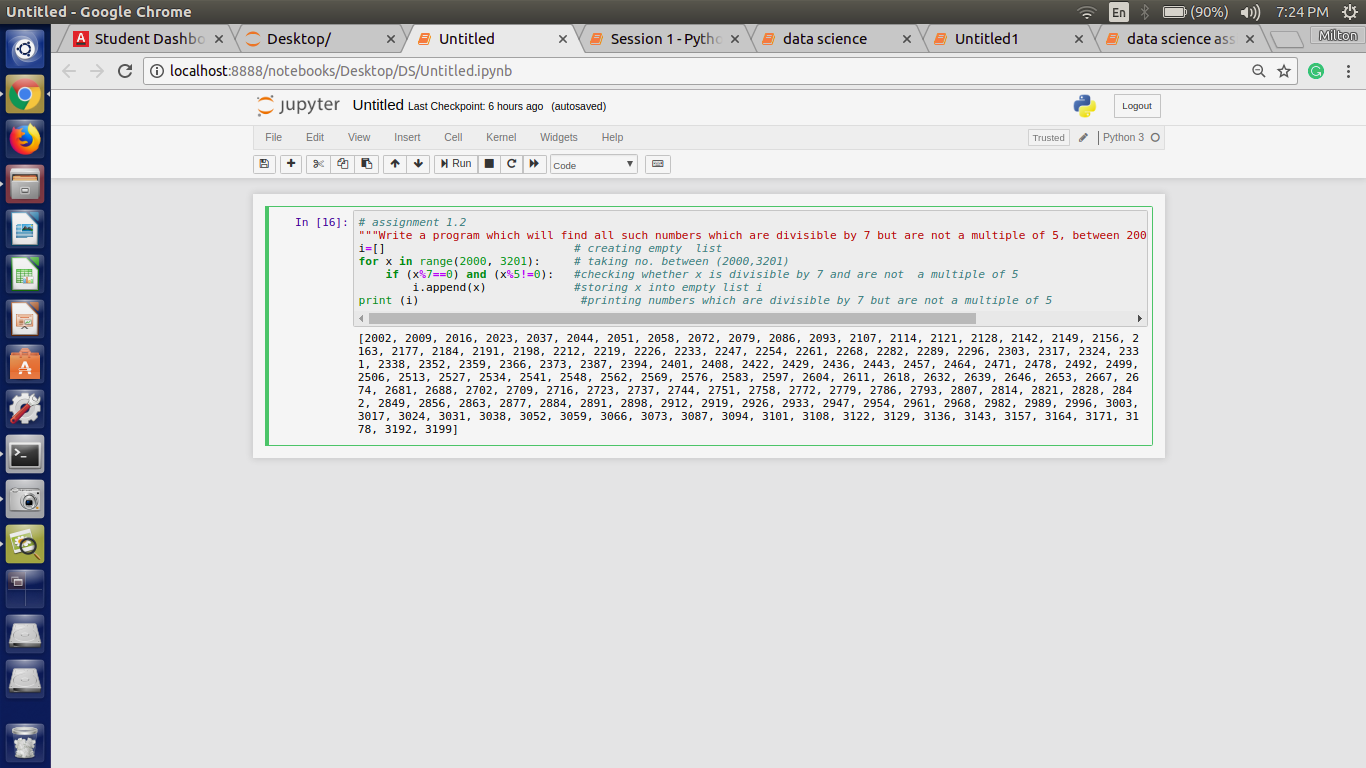 Untitled - Google Chrome
En
(90%)
7:24 PM
Student Dashbo
Desktop/
Untitled
Session 1 - Pytho
data science
Untitled1
data science ass
Milton
localhost:8888/notebooks/Desktop/DS/Untitled.ipynb
jupyter
Untitled Last Checkpoint: 6 hours ago (autosaved)
Logout
File Edit View Insert Cell Kernel Widgets Help
Trusted
Python 3
Run
Code
In [16]:
# assignment 1.2
"""Write a program which will find all such numbers which are divisible by 7 but are not a multiple of 5, between 200
i=[] # creating empty  list
for x in range(2000, 3201): # taking no. between (2000,3201)
    if (x%7==0) and (x%5!=0): #checking whether x is divisible by 7 and are not  a multiple of 5
        i.append(x) #storing x into empty list i
print (i) #printing numbers which are divisible by 7 but are not a multiple of 5
[2002, 2009, 2016, 2023, 2037, 2044, 2051, 2058, 2072, 2079, 2086, 2093, 2107, 2114, 2121, 2128, 2142, 2149, 2156, 2
163, 2177, 2184, 2191, 2198, 2212, 2219, 2226, 2233, 2247, 2254, 2261, 2268, 2282, 2289, 2296, 2303, 2317, 2324, 233
1, 2338, 2352, 2359, 2366, 2373, 2387, 2394, 2401, 2408, 2422, 2429, 2436, 2443, 2457, 2464, 2471, 2478, 2492, 2499,
2506, 2513, 2527, 2534, 2541, 2548, 2562, 2569, 2576, 2583, 2597, 2604, 2611, 2618, 2632, 2639, 2646, 2653, 2667, 26
74, 2681, 2688, 2702, 2709, 2716, 2723, 2737, 2744, 2751, 2758, 2772, 2779, 2786, 2793, 2807, 2814, 2821, 2828, 284
2, 2849, 2856, 2863, 2877, 2884, 2891, 2898, 2912, 2919, 2926, 2933, 2947, 2954, 2961, 2968, 2982, 2989, 2996, 3003,
3017, 3024, 3031, 3038, 3052, 3059, 3066, 3073, 3087, 3094, 3101, 3108, 3122, 3129, 3136, 3143, 3157, 3164, 3171, 31
78, 3192, 3199]